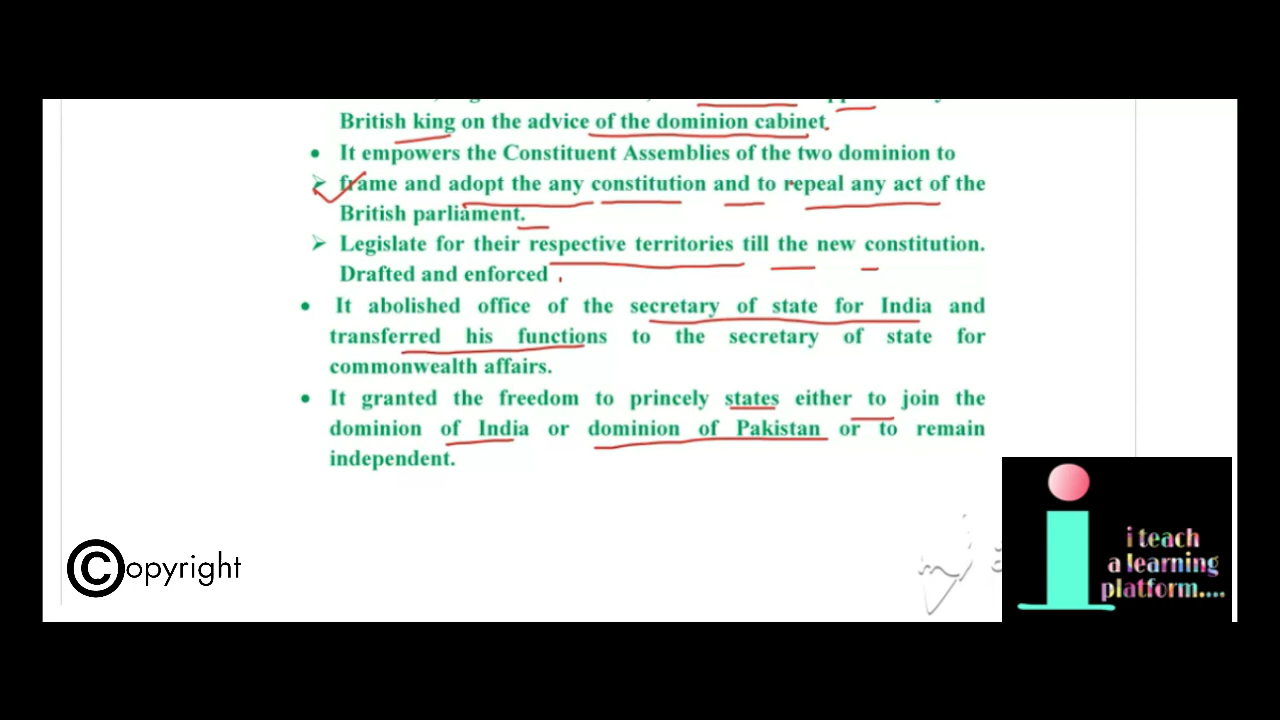 British king on the advice of the dominion cabinet.
• It empowers the Constituent Assemblies of the two dominion to
➢ frame and adopt the any constitution and to repeal any act of the
British parliament.
➢ Legislate for their respective territories till the new constitution.
Drafted and enforced
• It abolished office of the secretary of state for India and
transferred his functions to the secretary of state for
commonwealth affairs.
• It granted the freedom to princely states either to join the
dominion of India or dominion of Pakistan or to remain
independent.
©opyright
i teach
a learning
platform....